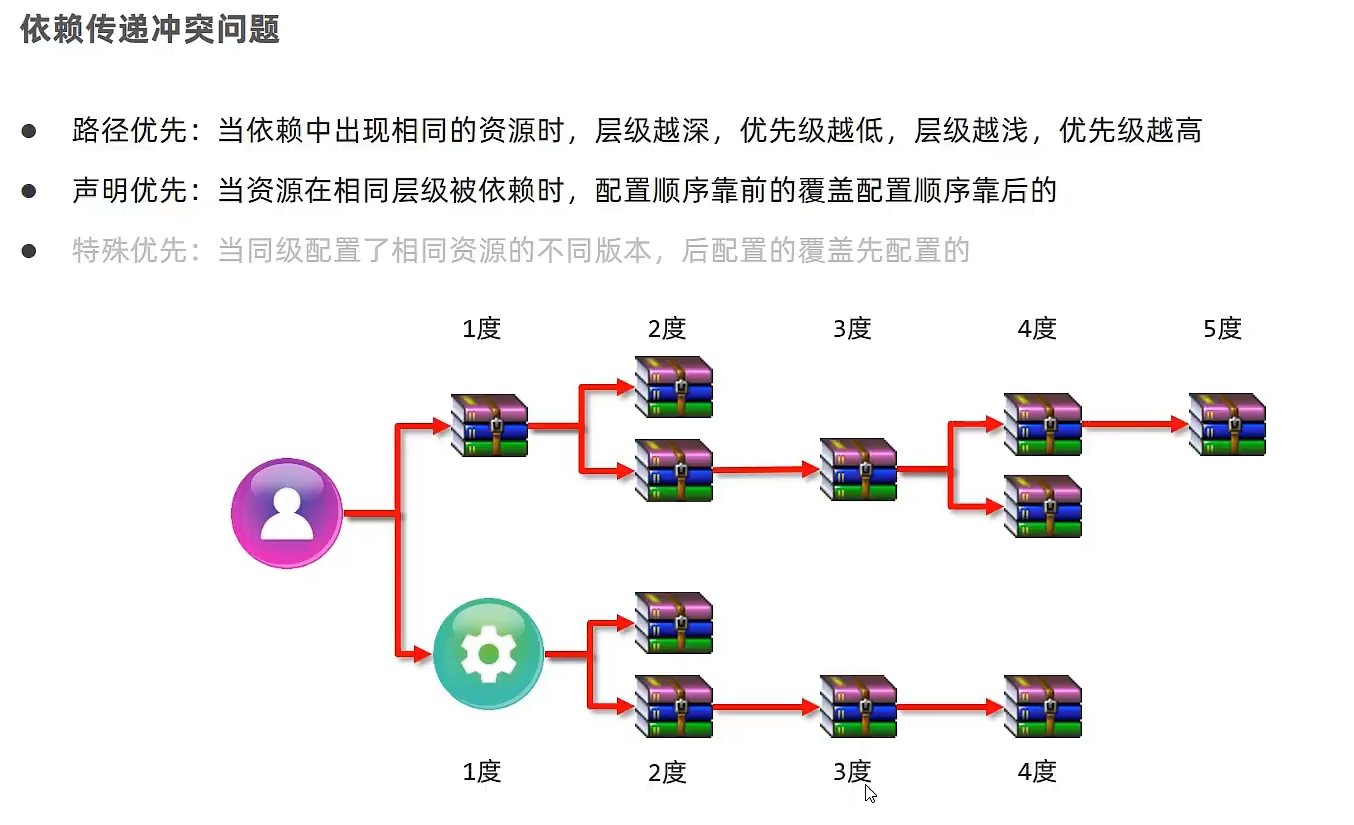 依赖传递冲突问题
● 路径优先：当依赖中出现相同的资源时，层级越深，优先级越低，层级越浅，优先级越高
● 声明优先：当资源在相同层级被依赖时，配置顺序靠前的覆盖配置顺序靠后的
● 特殊优先：当同级配置了相同资源的不同版本，后配置的覆盖先配置的
1度 2度 3度 4度 5度
1度 2度 3度 4度